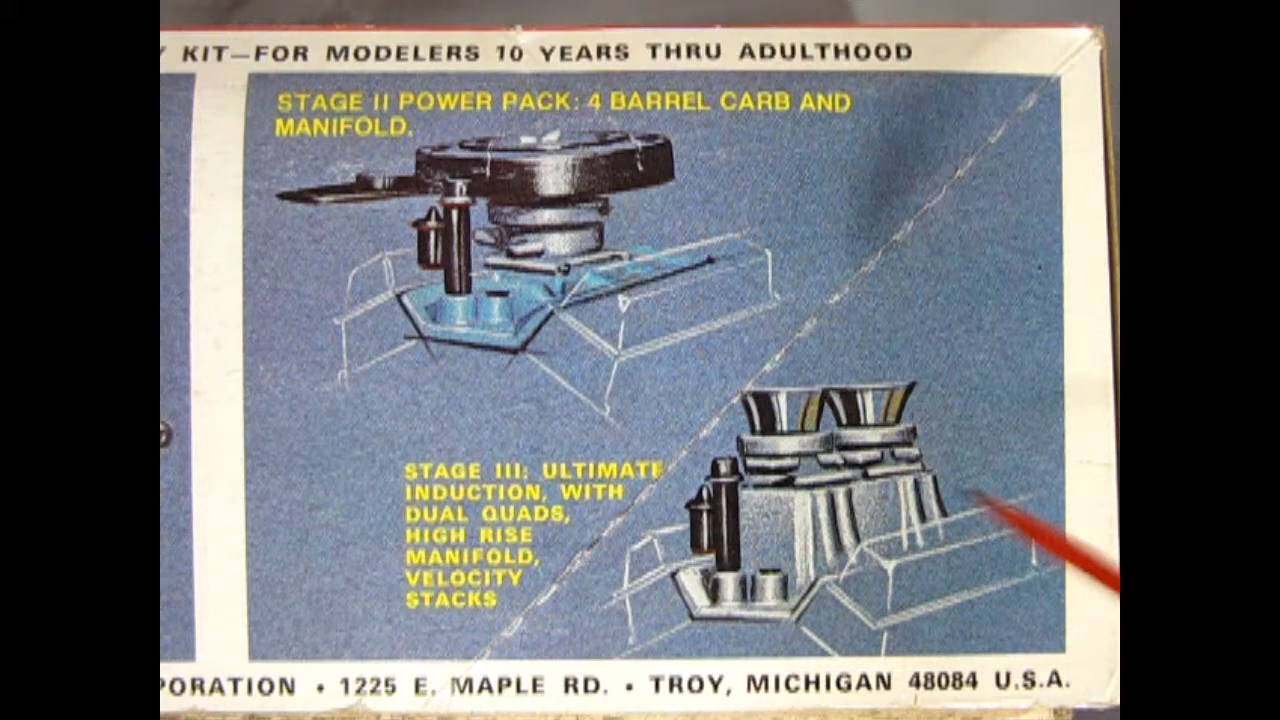 KIT—FOR MODELERS 10 YEARS THRU ADULTHOOD
STAGE II POWER PACK: 4 BARREL CARB AND
MANIFOLD.
STAGE III: ULTIMATE
INDUCTION, WITH
DUAL QUADS,
HIGH RISE
MANIFOLD,
VELOCITY
STACKS
PORATION • 1225 E. MAPLE RD. • TROY, MICHIGAN 48084 U.S.A.